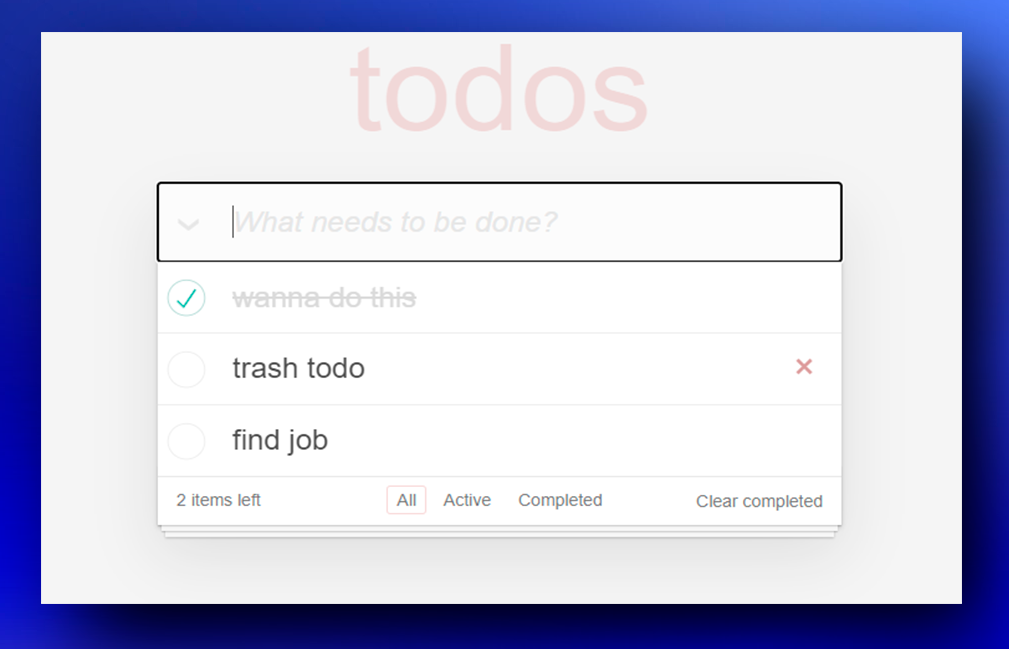 todos
What needs to be done?
wanna do this
trash todo
find job
2 items left All Active Completed Clear completed